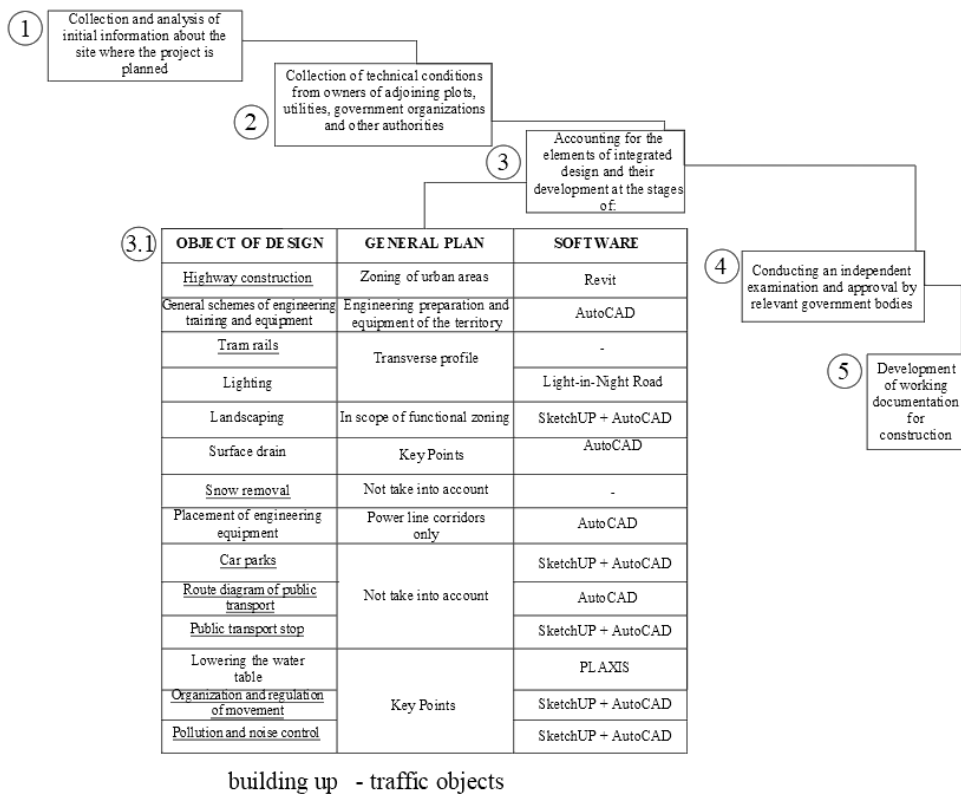 1
Collection and analysis of
initial information about the
site where the project is
planned
2
Collection of technical conditions
from owners of adjoining plots,
utilities, government organizations
and other authorities
3
Accounting for the
elements of integrated
design and their
development at the stages
of:
3.1
OBJECT OF DESIGN GENERAL PLAN SOFTWARE
Highway construction Zoning of urban areas Revit
General schemes of engineering
training and equipment
Engineering preparation and
equipment of the territory
AutoCAD
Tram rails
Transverse profile
-
Lighting
Light-in-Night Road
Landscaping In scope of functional zoning SketchUP + AutoCAD
Surface drain Key Points AutoCAD
Snow removal Not take into account -
Placement of engineering
equipment
Power line corridors
only
AutoCAD
Car parks
SketchUP + AutoCAD
Route diagram of public
transport
Not take into account
AutoCAD
Public transport stop
SketchUP + AutoCAD
Lowering the water
table
PLAXIS
Organization and regulation
of movement
Key Points
SketchUP + AutoCAD
Pollution and noise control
SketchUP + AutoCAD
4
Conducting an independent
examination and approval by
relevant government bodies
5
Development
of working
documentation
for
construction
building up - traffic objects